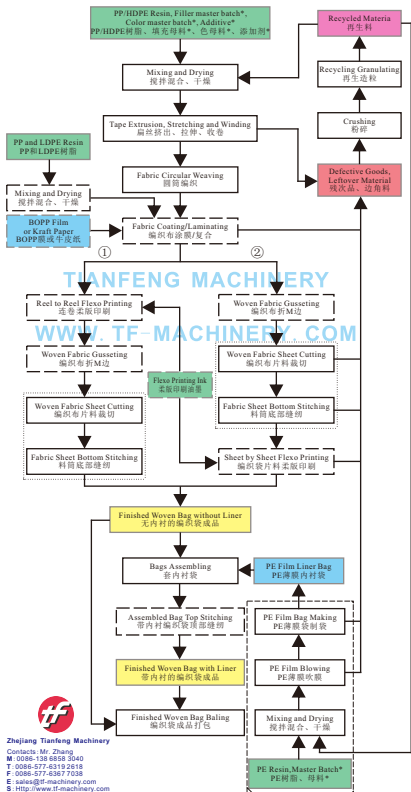 PP/HDPE Resin, Filler master batch*,
Color master batch*, Additive*
PP/HDPE树脂、填充母料*、色母料*、添加剂*
Recycled Materia
再生料
Mixing and Drying
搅拌混合、干燥
Recycling Granulating
再生造粒
Crushing
粉碎
Tape Extrusion, Stretching and Winding
扁丝挤出、拉伸、收卷
PP and LDPE Resin
PP和LDPE树脂
Fabric Circular Weaving
圆筒编织
Defective Goods,
Leftover Material
残次品、边角料
Mixing and Drying
搅拌混合、干燥
BOPP Film
or Kraft Paper
BOPP膜或牛皮纸
Fabric Coating/Laminating
编织布涂膜/复合
①
②
TIANFENG MACHINERY
Reel to Reel Flexo Printing
连卷柔版印刷
Woven Fabric Gusseting
编织布折M边
WWW.TF-MACHINERY.COM
Woven Fabric Gusseting
编织布折M边
Woven Fabric Sheet Cutting
编织布片料裁切
Flexo Printing Ink
柔版印刷油墨
Woven Fabric Sheet Cutting
编织布片料裁切
Fabric Sheet Bottom Stitching
料筒底部缝纫
Fabric Sheet Bottom Stitching
料筒底部缝纫
Sheet by Sheet Flexo Printing
编织袋片料柔版印刷
Finished Woven Bag without Liner
无内衬的编织袋成品
Bags Assembling
套内衬袋
PE Film Liner Bag
PE薄膜内衬袋
Assembled Bag Top Stitching
带内衬编织袋顶部缝纫
PE Film Bag Making
PE薄膜袋制袋
Finished Woven Bag with Liner
带内衬的编织袋成品
PE Film Blowing
PE薄膜吹膜
Finished Woven Bag Baling
编织袋成品打包
Mixing and Drying
搅拌混合、干燥
PE Resin,Master Batch*
PE树脂、母料*
tf
Zhejiang Tianfeng Machinery
Contacts: Mr. Zhang
M : 0086-138 6858 3040
T : 0086-577-6319 2618
F : 0086-577-6367 7038
E : sales@tf-machinery.com
S : Http://www.tf-machinery.com